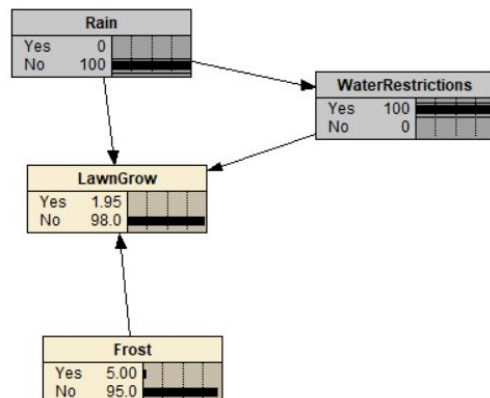 Rain
Yes 0
No 100
WaterRestrictions
Yes 100
No 0
LawnGrow
Yes 1.95
No 98.0
Frost
Yes 5.00
No 95.0